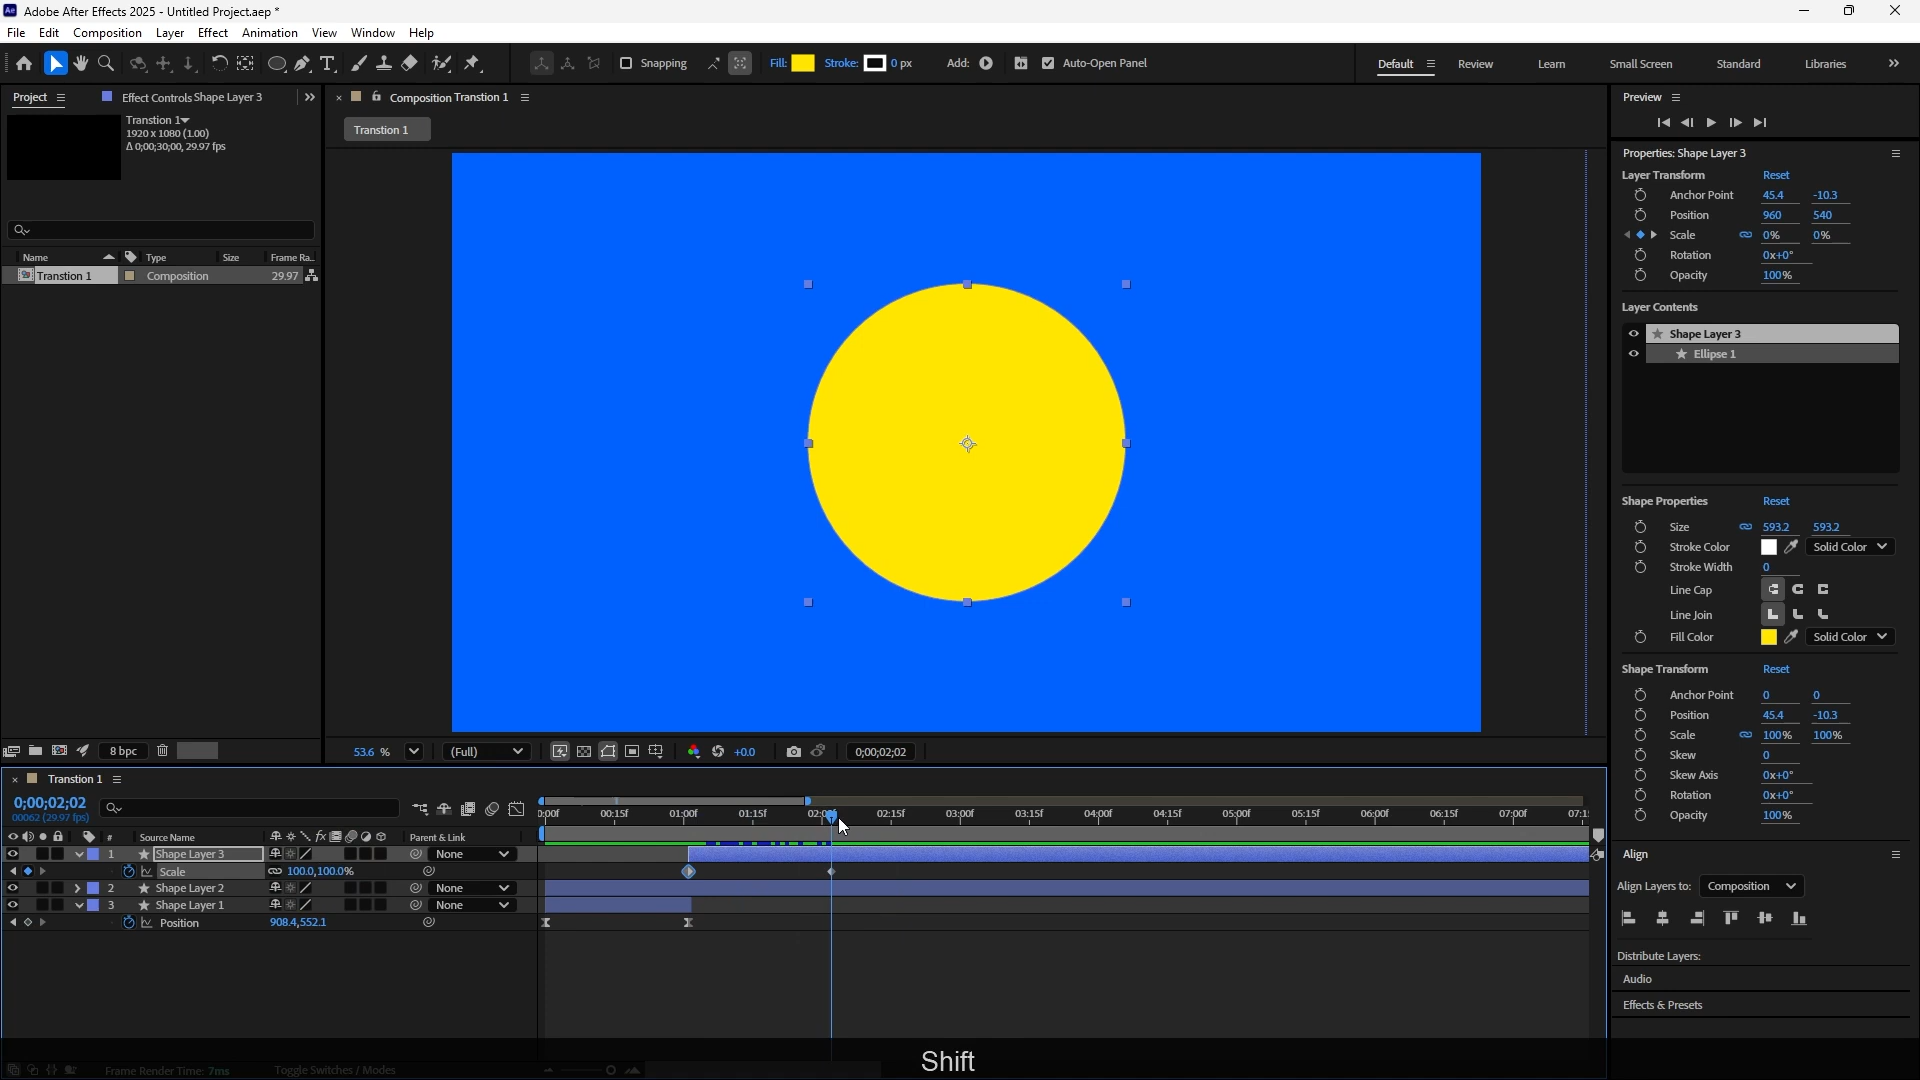 Ae Adobe After Effects 2025 - Untitled Project.aep *
File Edit Composition Layer Effect Animation View Window Help
Snapping Fill: Stroke: 0 px Add: Auto-Open Panel Default Review Learn Small Screen Standard Libraries
Project Effect Controls Shape Layer 3
Composition Transtion 1
Transtion 1
1920 x 1080 (1.00)
Δ 0;00;30;00, 29.97 fps
Transtion 1
Name Type Size Frame Ra..
Transtion 1 Composition 29.97
8 bpc
53.6 % (Full) +0.0 0;00;02;02
Preview
Properties: Shape Layer 3
Layer Transform Reset
Anchor Point 45.4 -10.3
Position 960 540
Scale 0% 0%
Rotation 0x+0°
Opacity 100%
Layer Contents
Shape Layer 3
Ellipse 1
Shape Properties Reset
Size 593.2 593.2
Stroke Color Solid Color
Stroke Width 0
Line Cap
Line Join
Fill Color Solid Color
Shape Transform Reset
Anchor Point 0 0
Position 45.4 -10.3
Scale 100% 100%
Skew 0
Skew Axis 0x+0°
Rotation 0x+0°
Opacity 100%
Align
Align Layers to: Composition
Distribute Layers:
Audio
Effects & Presets
Transtion 1
0;00;02;02
00062 (29.97 fps)
00:15f 01:00f 01:15f 02:15f 03:00f 03:15f 04:00f 04:15f 05:00f 05:15f 06:00f 06:15f 07:00f
# Source Name Parent & Link
1 Shape Layer 3 None
Scale 100.0,100.0%
2 Shape Layer 2 None
3 Shape Layer 1 None
Position 908.4,552.1
Frame Render Time: 7ms Toggle Switches / Modes
Shift